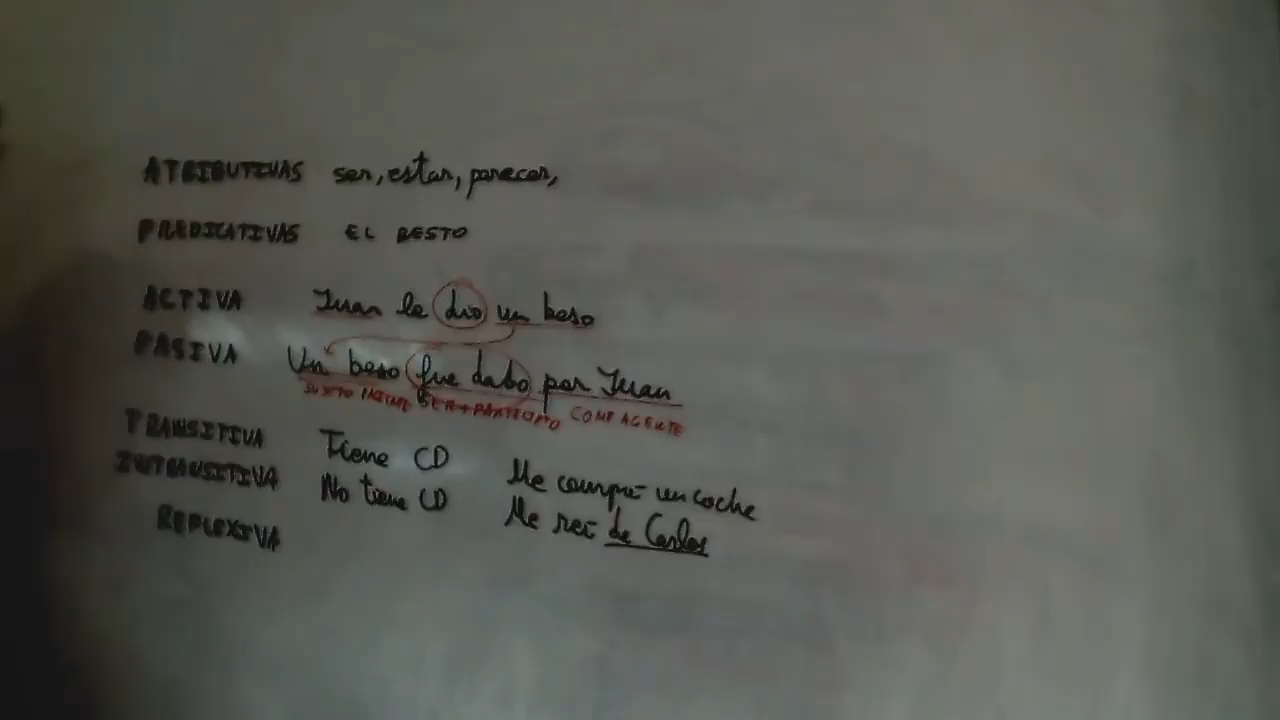 ATRIBUTIVAS ser, estar, parecer,
PREDICATIVAS EL RESTO
ACTIVA Juan le dio un beso
PASIVA Un beso fue dado por Juan
SUJETO PACIENTE SER + PARTICIPIO COMP AGENTE
TRANSITIVA Tiene CD Me compré un coche
INTRANSITIVA No tiene CD Me reí de Carlos
REFLEXIVA